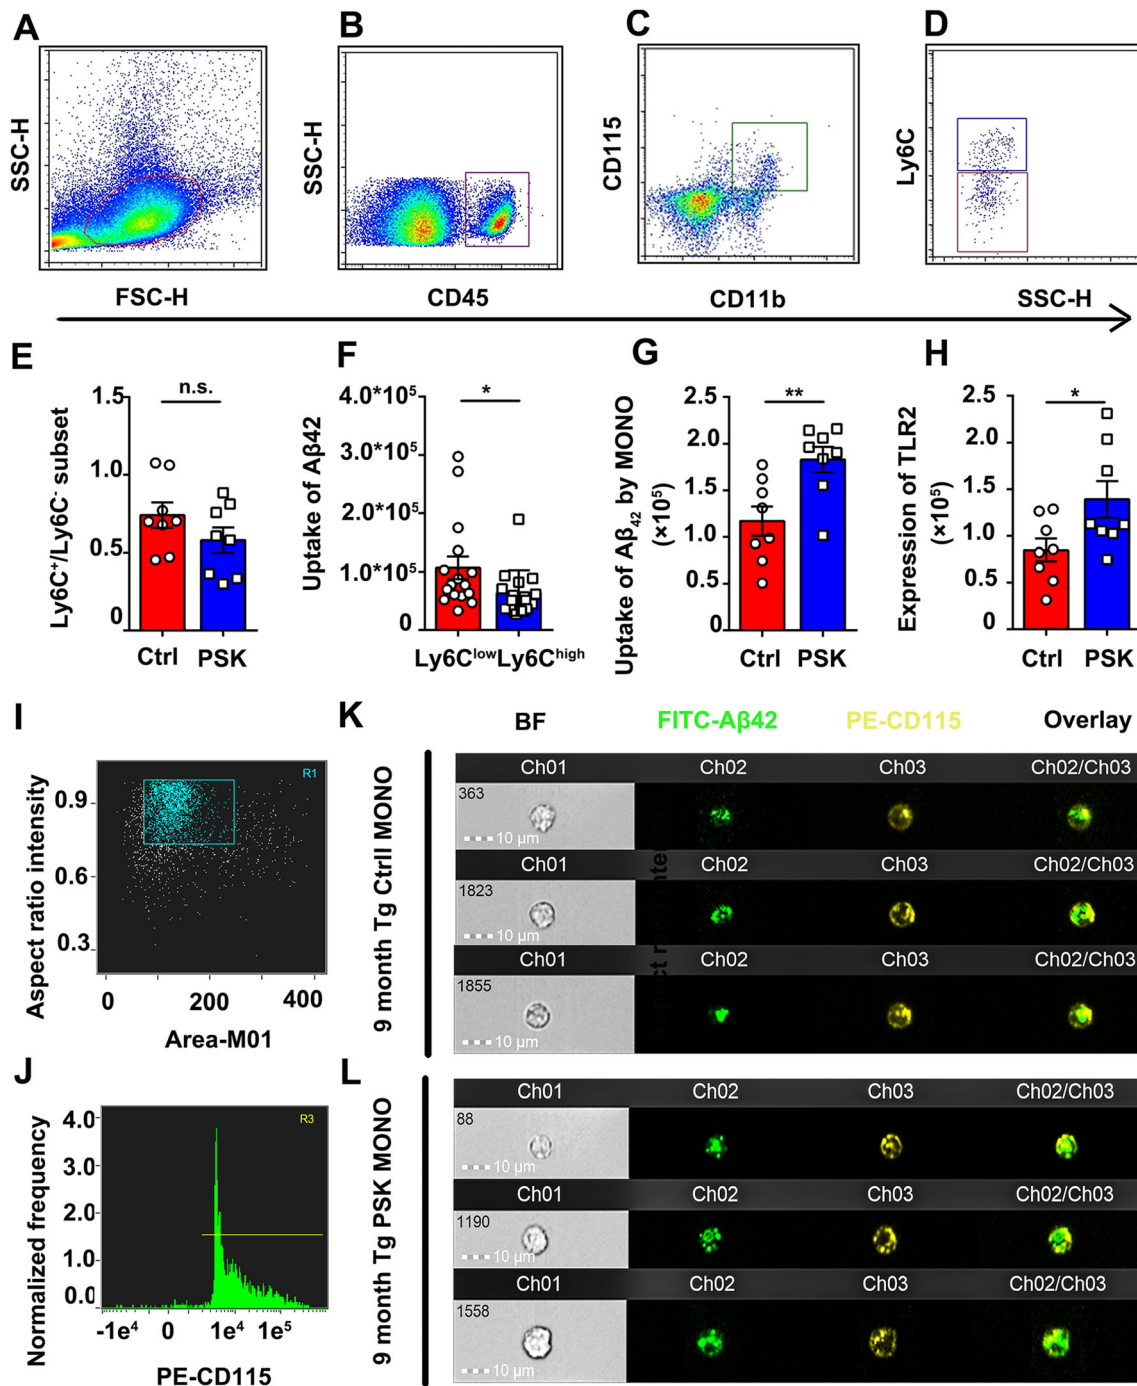 A
B
C
D
SSC-H
FSC-H
SSC-H
CD45
CD115
CD11b
Ly6C
SSC-H
E
F
G
H
Ly6C⁺/Ly6C⁻ subset
1.5
1.0
0.5
0
n.s.
Ctrl PSK
Uptake of Aβ42
4.0*10⁵
3.0*10⁵
2.0*10⁵
1.0*10⁵
0
*
Ly6Cˡᵒʷ Ly6Cʰⁱᵍʰ
Uptake of Aβ₄₂ by MONO
(×10⁵)
2.5
2.0
1.5
1.0
0.5
0
**
Ctrl PSK
Expression of TLR2
(×10⁵)
2.5
2.0
1.5
1.0
0.5
0
*
Ctrl PSK
I
Aspect ratio intensity
0.9
0.6
0.3
R1
0 200 400
Area-M01
J
Normalized frequency
4.0
3.0
2.0
1.0
0.0
R3
-1e⁴ 0 1e⁴ 1e⁵
PE-CD115
K
BF FITC-Aβ42 PE-CD115 Overlay
9 month Tg Ctrll MONO
Ch01 Ch02 Ch03 Ch02/Ch03
363
10 µm
Ch01 Ch02 Ch03 Ch02/Ch03
1823
10 µm
Ch01 Ch02 Ch03 Ch02/Ch03
1855
10 µm
L
9 month Tg PSK MONO
Ch01 Ch02 Ch03 Ch02/Ch03
88
10 µm
Ch01 Ch02 Ch03 Ch02/Ch03
1190
10 µm
Ch01 Ch02 Ch03 Ch02/Ch03
1558
10 µm